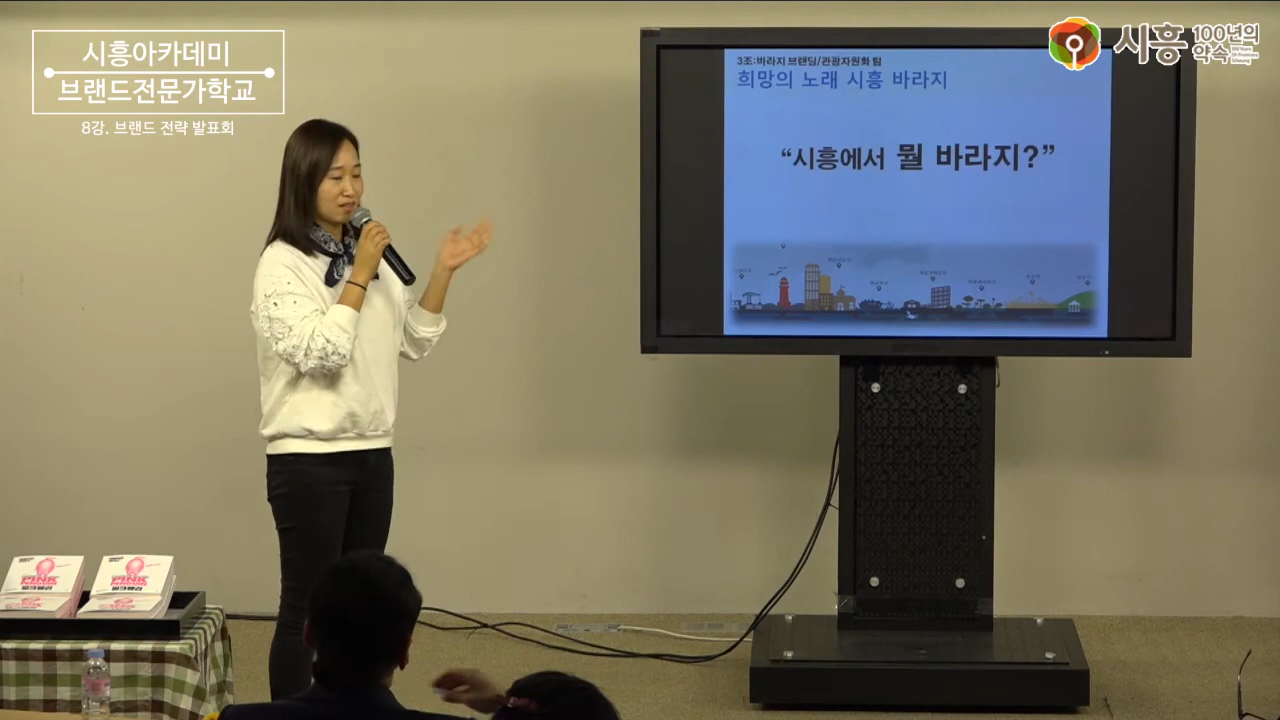 시흥아카데미
브랜드전문가학교
8강. 브랜드 전략 발표회
시흥 100년의 약속
3조:바라지 브랜딩/관광자원화 팀
희망의 노래 시흥 바라지
“시흥에서 뭘 바라지?”
PINK